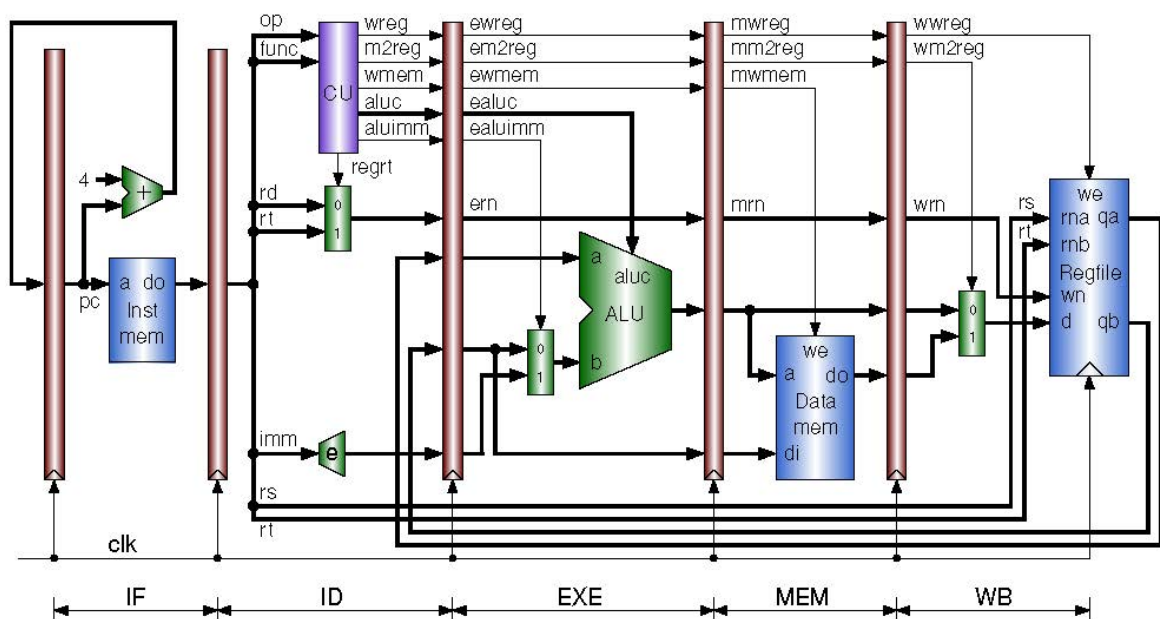 op
func
wreg
m2reg
wmem
aluc
aluimm
CU
regrt
ewreg
em2reg
ewmem
ealuc
ealuimm
mwreg
mm2reg
mwmem
wwreg
wm2reg
4
+
pc
a do
Inst
mem
rd
rt
0
1
ern
mrn
wrn
a
aluc
ALU
b
0
1
imm
e
rs
rt
we
a do
Data
mem
di
0
1
rs
rt
we
rna qa
rnb
Regfile
wn
d qb
clk
IF ID EXE MEM WB